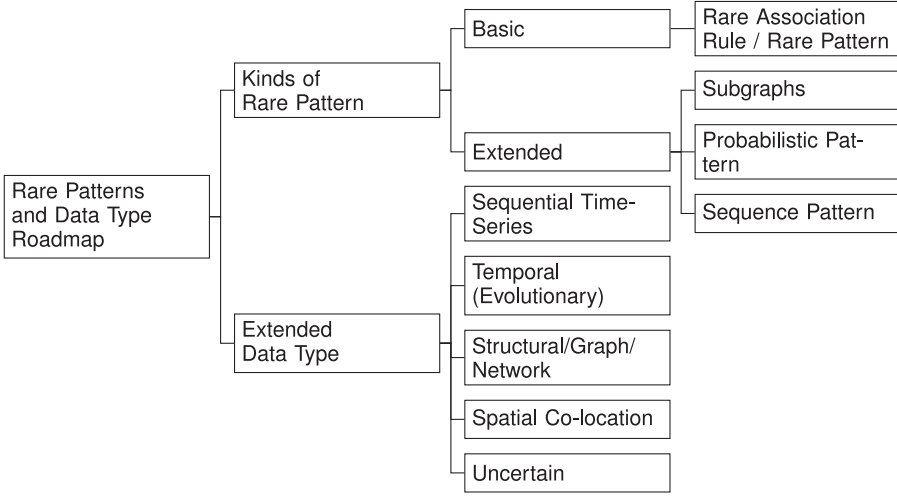 Rare Patterns
and Data Type
Roadmap
Kinds of
Rare Pattern
Extended
Data Type
Basic
Extended
Sequential Time-
Series
Temporal
(Evolutionary)
Structural/Graph/
Network
Spatial Co-location
Uncertain
Rare Association
Rule / Rare Pattern
Subgraphs
Probabilistic Pat-
tern
Sequence Pattern